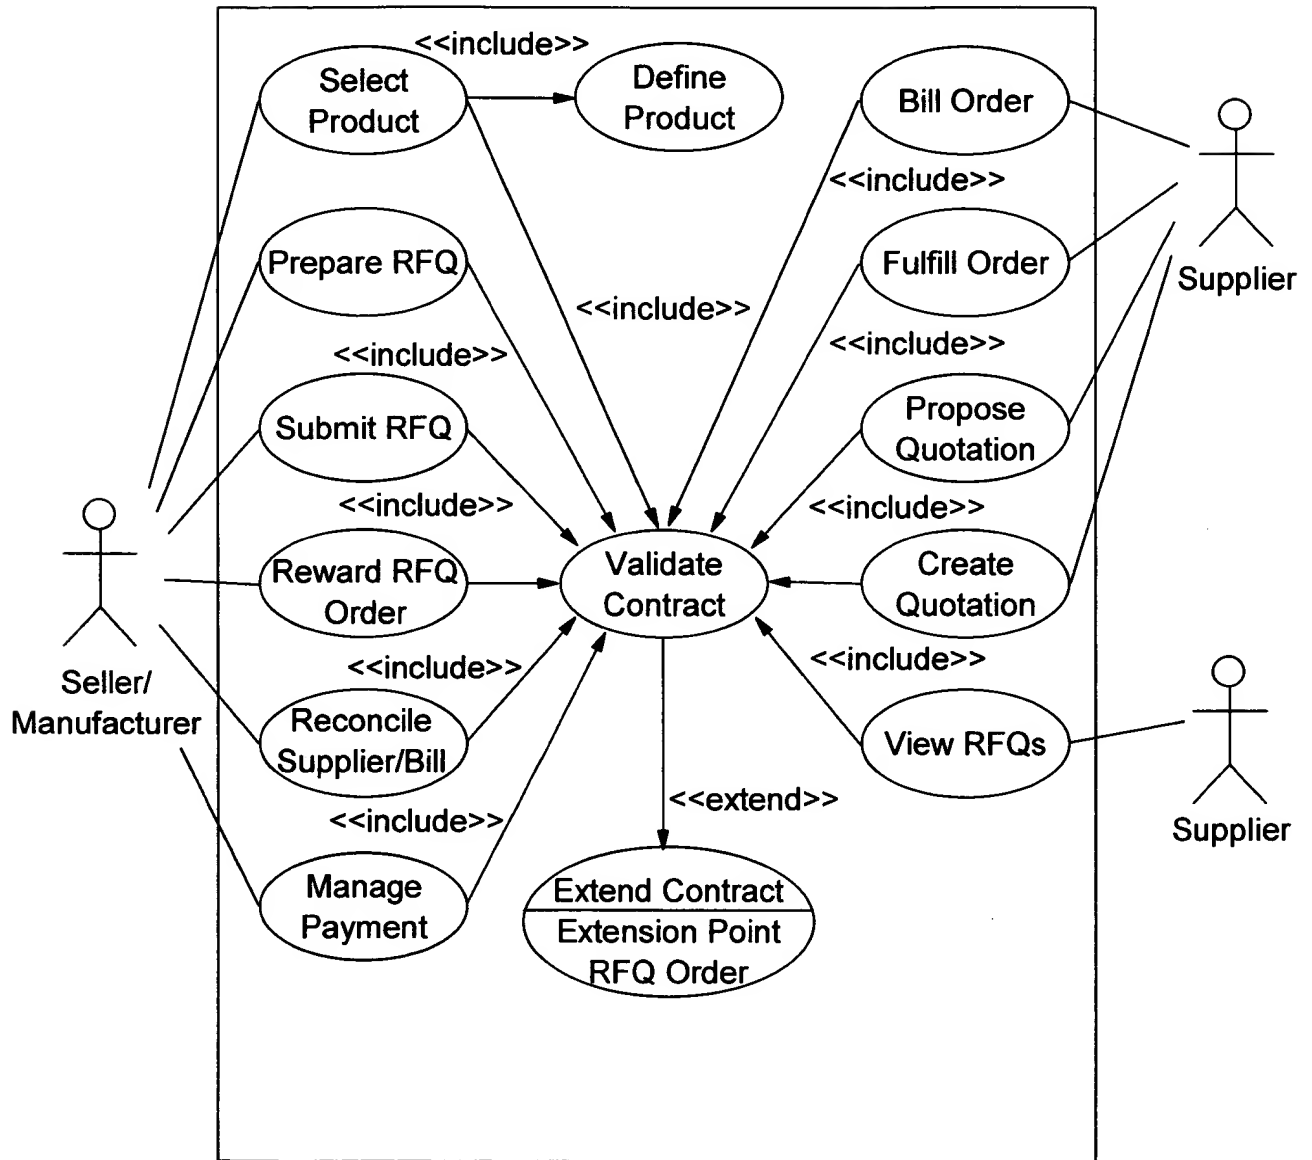 <<include>>
Select
Product
Define
Product
Bill Order
<<include>>
Supplier
Prepare RFQ
Fulfill Order
<<include>>
<<include>>
<<include>>
Submit RFQ
Propose
Quotation
<<include>>
<<include>>
Reward RFQ
Order
Validate
Contract
Create
Quotation
Seller/
Manufacturer
<<include>>
<<include>>
Reconcile
Supplier/Bill
View RFQs
Supplier
<<include>>
<<extend>>
Manage
Payment
Extend Contract
Extension Point
RFQ Order